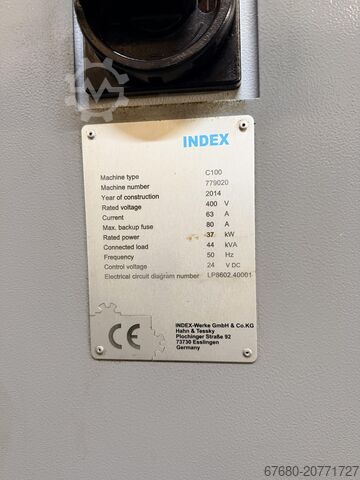 INDEX
Machine type C100
Machine number 779020
Year of construction 2014
Rated voltage 400 V
Current 63 A
Max. backup fuse 80 A
Rated power 37 kW
Connected load 44 kVA
Frequency 50 Hz
Control voltage 24 V DC
Electrical circuit diagram number LP8602.40001
CE
INDEX-Werke GmbH & Co.KG
Hahn & Tessky
Plochinger Straße 92
73730 Esslingen
Germany
67680-20771727